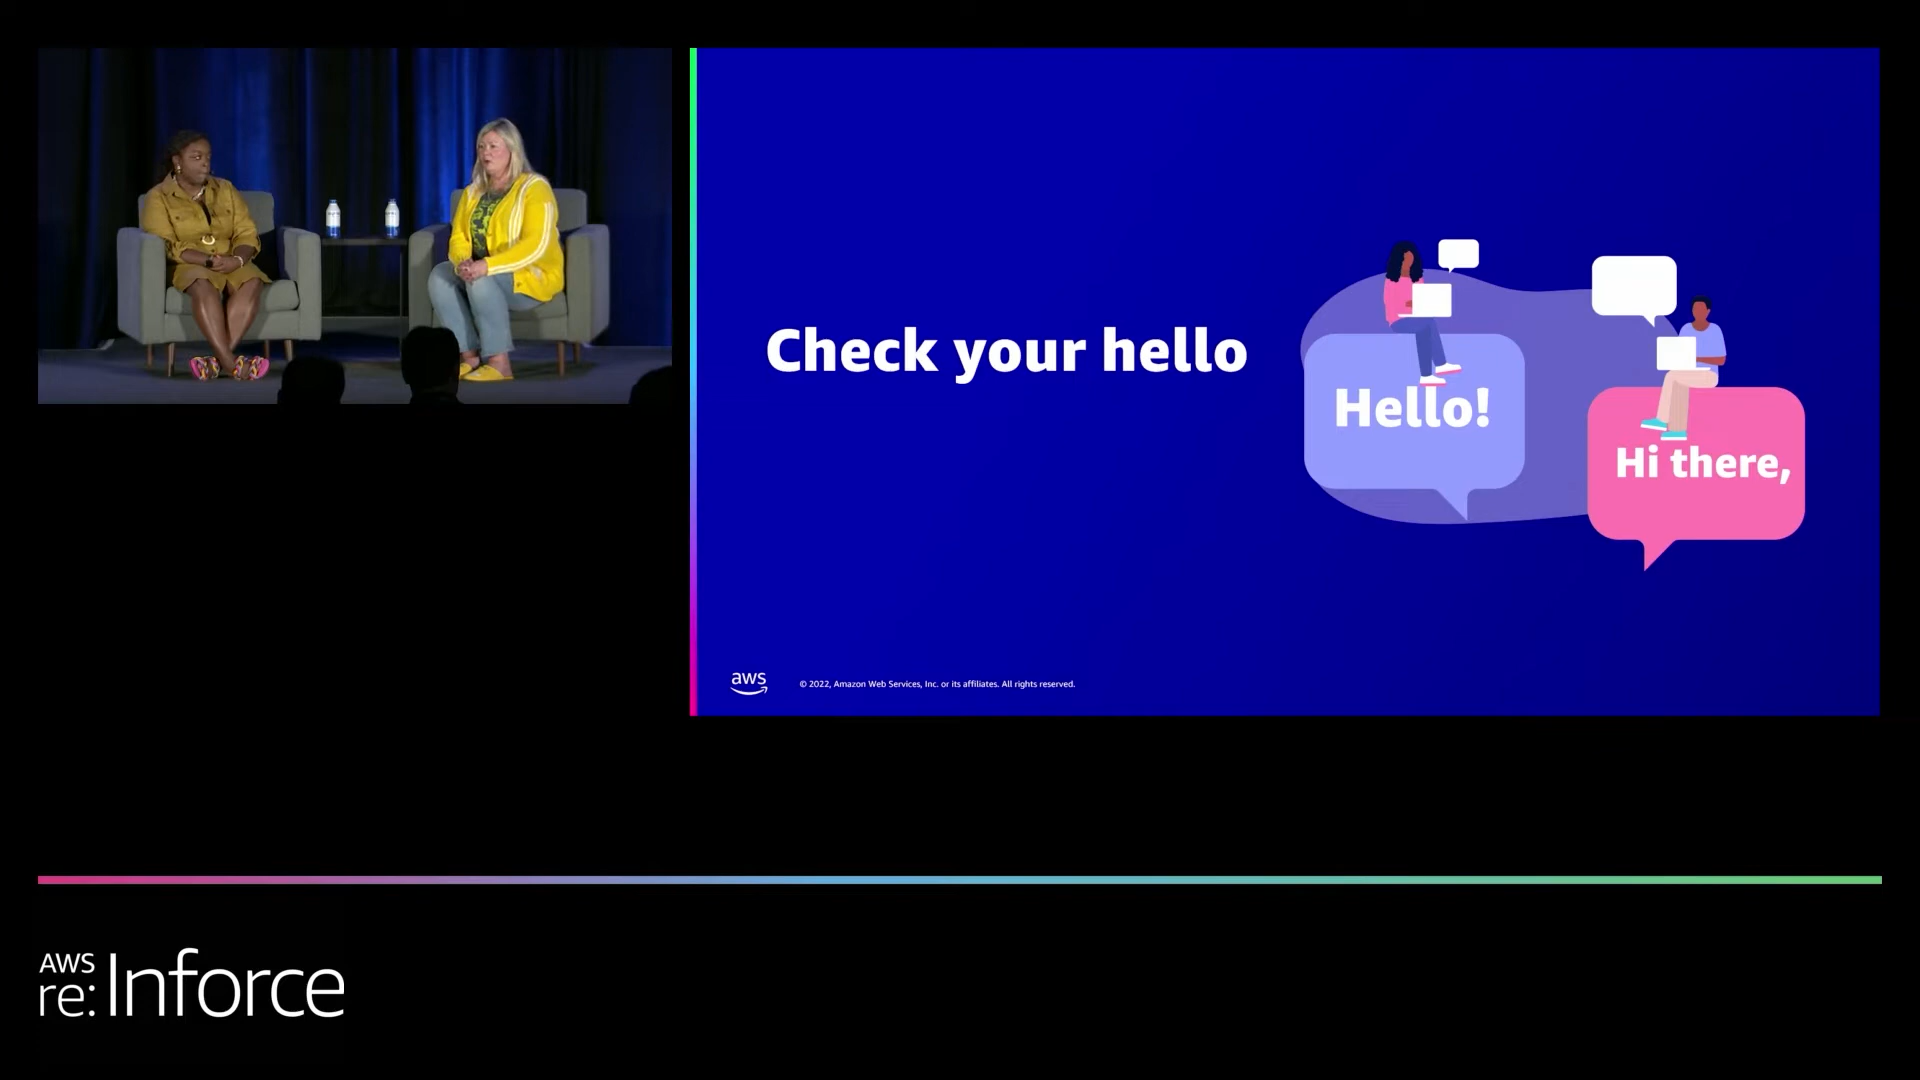 Check your hello
Hello!
Hi there,
aws
© 2022, Amazon Web Services, Inc. or its affiliates. All rights reserved.
AWS
re:Inforce